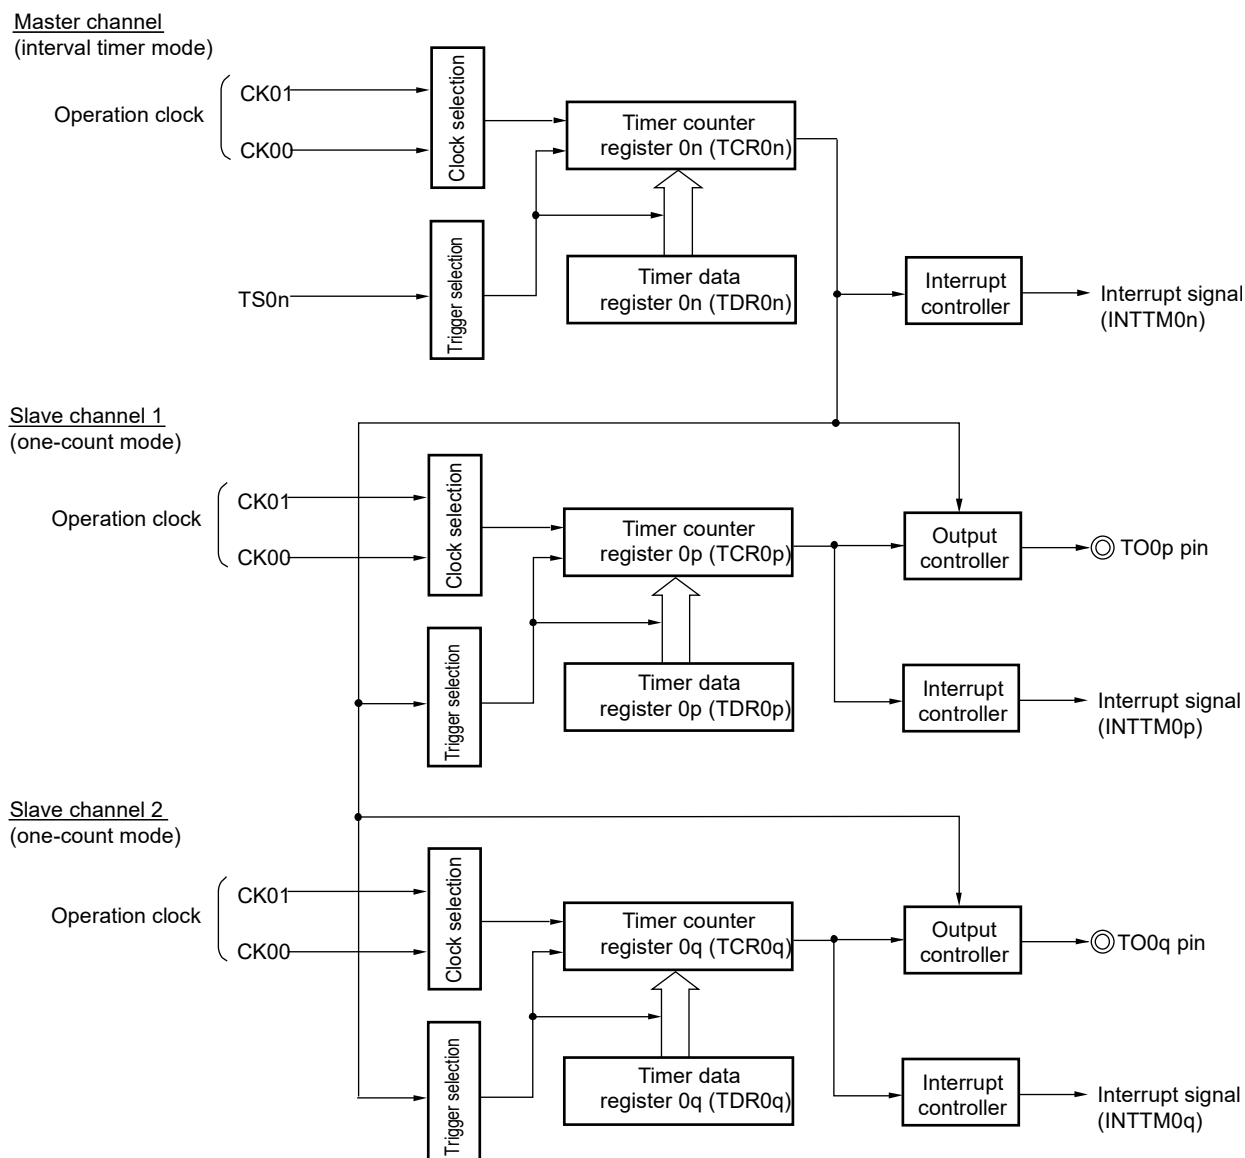 Master channel
(interval timer mode)
Operation clock
CK01
CK00
Clock selection
Timer counter
register 0n (TCR0n)
TS0n
Trigger selection
Timer data
register 0n (TDR0n)
Interrupt
controller
Interrupt signal
(INTTM0n)
Slave channel 1
(one-count mode)
Operation clock
CK01
CK00
Clock selection
Timer counter
register 0p (TCR0p)
Output
controller
TO0p pin
Trigger selection
Timer data
register 0p (TDR0p)
Interrupt
controller
Interrupt signal
(INTTM0p)
Slave channel 2
(one-count mode)
Operation clock
CK01
CK00
Clock selection
Timer counter
register 0q (TCR0q)
Output
controller
TO0q pin
Trigger selection
Timer data
register 0q (TDR0q)
Interrupt
controller
Interrupt signal
(INTTM0q)